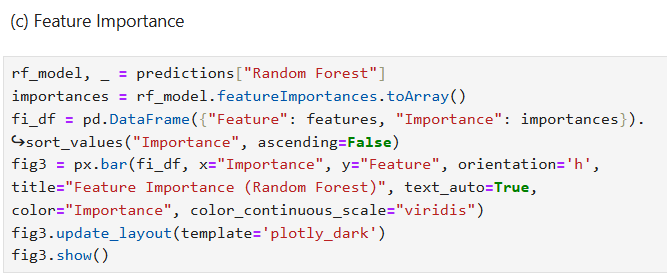 (c) Feature Importance
rf_model, _ = predictions["Random Forest"]
importances = rf_model.featureImportances.toArray()
fi_df = pd.DataFrame({"Feature": features, "Importance": importances}).
↪sort_values("Importance", ascending=False)
fig3 = px.bar(fi_df, x="Importance", y="Feature", orientation='h',
title="Feature Importance (Random Forest)", text_auto=True,
color="Importance", color_continuous_scale="viridis")
fig3.update_layout(template='plotly_dark')
fig3.show()